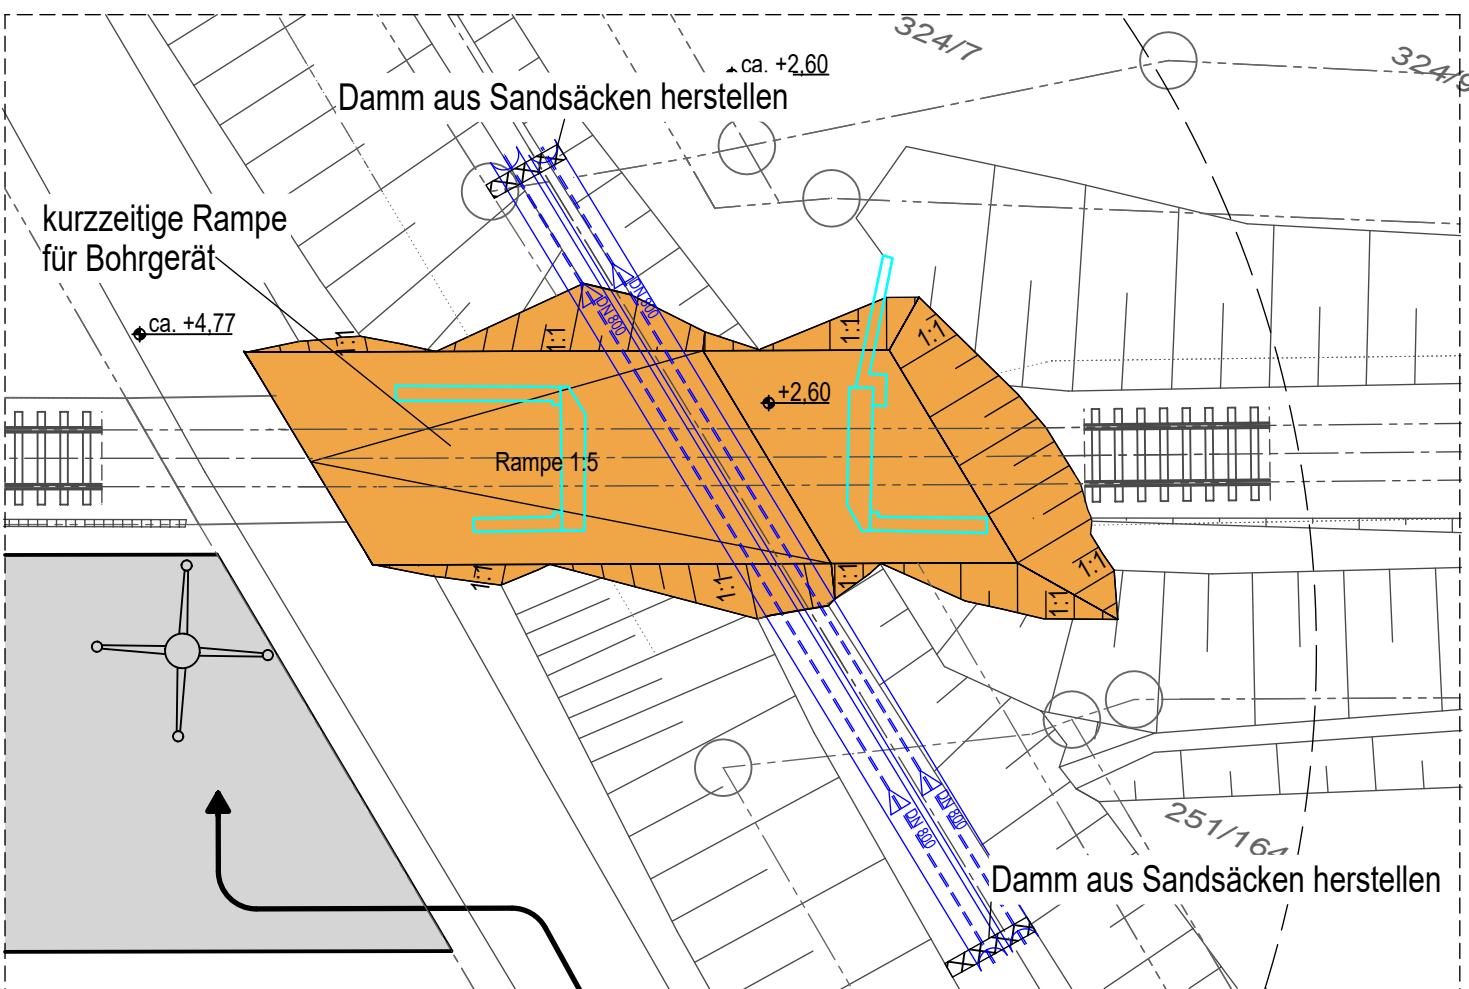 324/7
324/9
ca. +2,60
Damm aus Sandsäcken herstellen
kurzzeitige Rampe
für Bohrgerät
ca. +4,77
DN 800
DN 800
1:1
1:1
1:1
1:1
+2,60
Rampe 1:5
1:1
1:1
1:1
1:1
1:1
DN 800
DN 800
251/164
Damm aus Sandsäcken herstellen